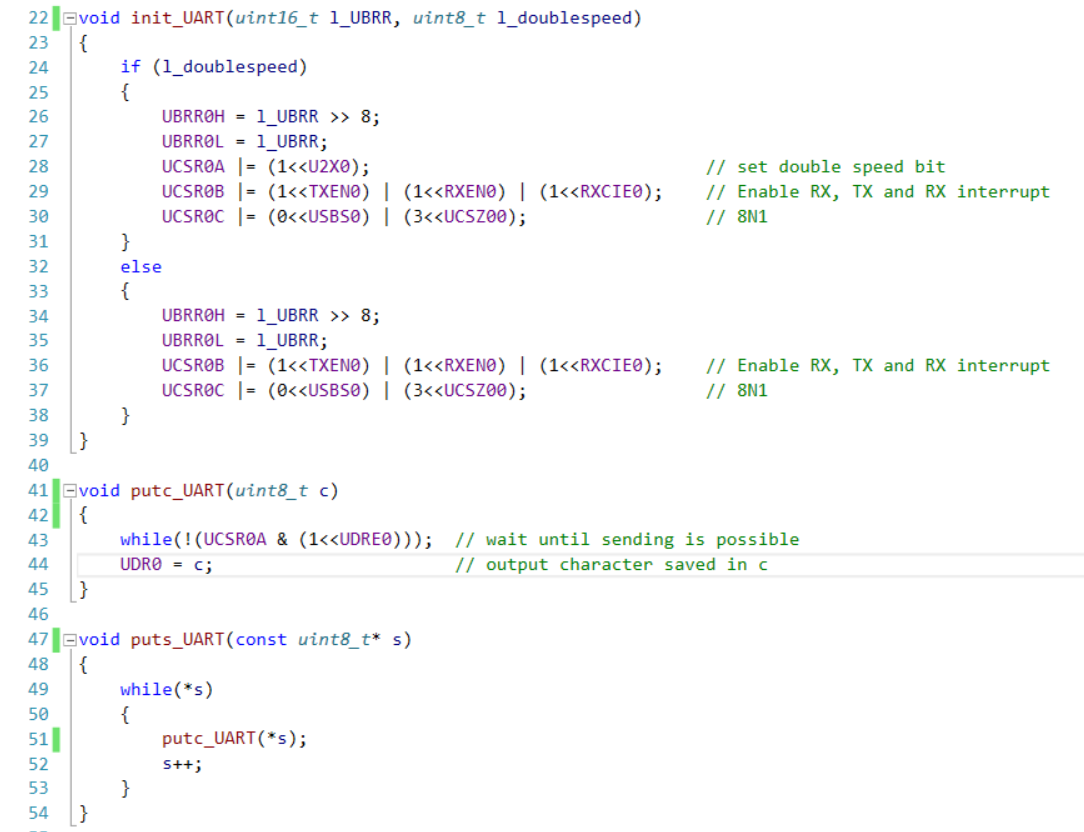 22 void init_UART(uint16_t l_UBRR, uint8_t l_doublespeed)
23 {
24     if (l_doublespeed)
25     {
26         UBRR0H = l_UBRR >> 8;
27         UBRR0L = l_UBRR;
28         UCSR0A |= (1<<U2X0);                                // set double speed bit
29         UCSR0B |= (1<<TXEN0) | (1<<RXEN0) | (1<<RXCIE0);    // Enable RX, TX and RX interrupt
30         UCSR0C |= (0<<USBS0) | (3<<UCSZ00);                 // 8N1
31     }
32     else
33     {
34         UBRR0H = l_UBRR >> 8;
35         UBRR0L = l_UBRR;
36         UCSR0B |= (1<<TXEN0) | (1<<RXEN0) | (1<<RXCIE0);    // Enable RX, TX and RX interrupt
37         UCSR0C |= (0<<USBS0) | (3<<UCSZ00);                 // 8N1
38     }
39 }
40
41 void putc_UART(uint8_t c)
42 {
43     while(!(UCSR0A & (1<<UDRE0)));  // wait until sending is possible
44     UDR0 = c;                       // output character saved in c
45 }
46
47 void puts_UART(const uint8_t* s)
48 {
49     while(*s)
50     {
51         putc_UART(*s);
52         s++;
53     }
54 }